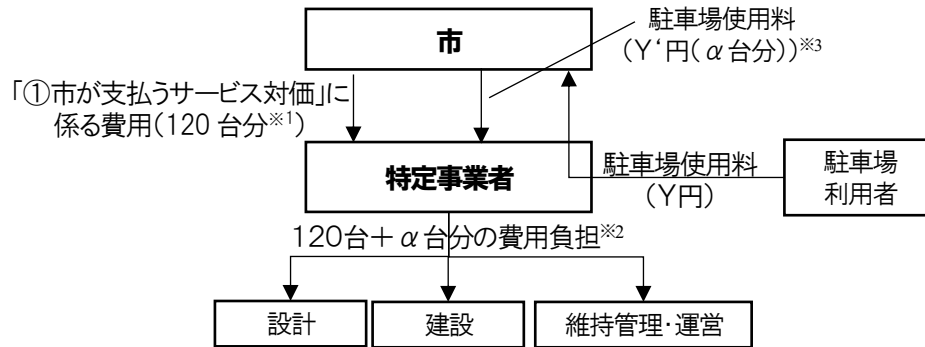 市
駐車場使用料
(Y‘円(α台分))※3
「①市が支払うサービス対価」に
係る費用(120 台分※1)
特定事業者
駐車場使用料
(Y円)
駐車場
利用者
120台+α台分の費用負担※2
設計
建設
維持管理・運営